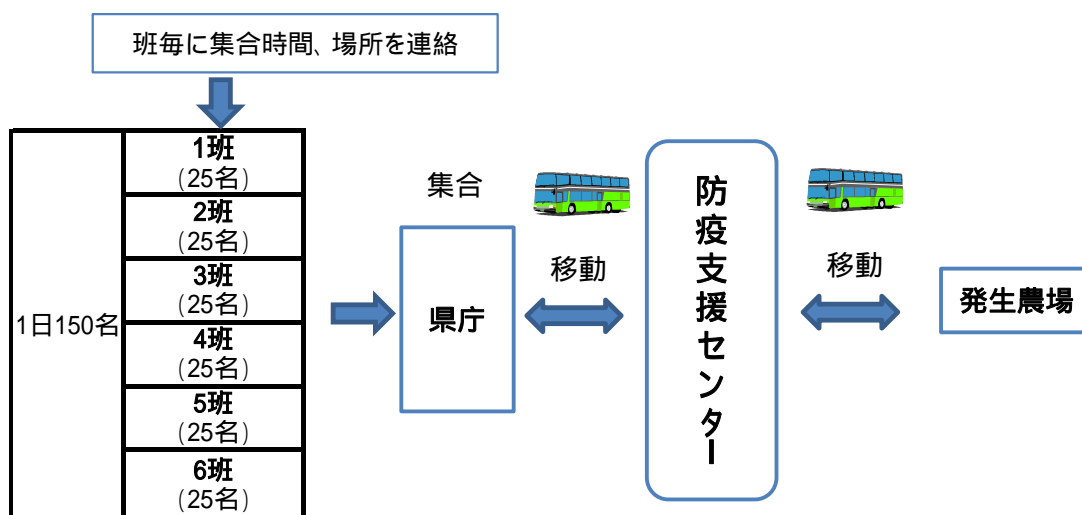 班毎に集合時間、場所を連絡
1日150名
1班
(25名)
2班
(25名)
3班
(25名)
4班
(25名)
5班
(25名)
6班
(25名)
集合
県庁
移動
防疫支援センター
移動
発生農場